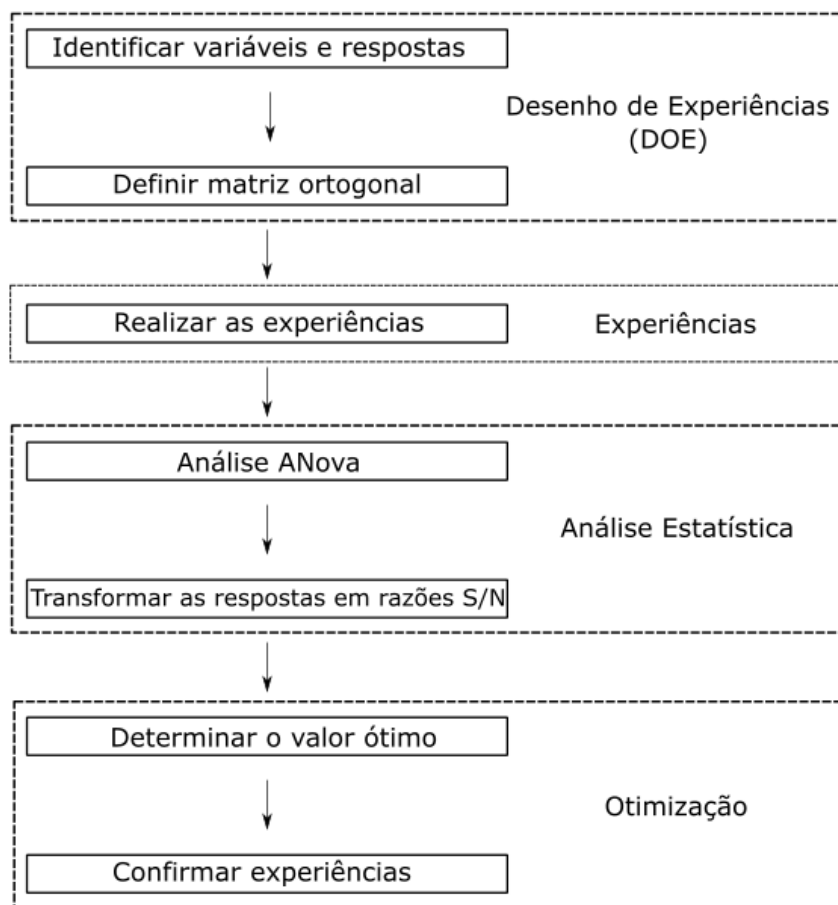 Identificar variáveis e respostas
Desenho de Experiências
(DOE)
Definir matriz ortogonal
Realizar as experiências
Experiências
Análise ANova
Análise Estatística
Transformar as respostas em razões S/N
Determinar o valor ótimo
Otimização
Confirmar experiências